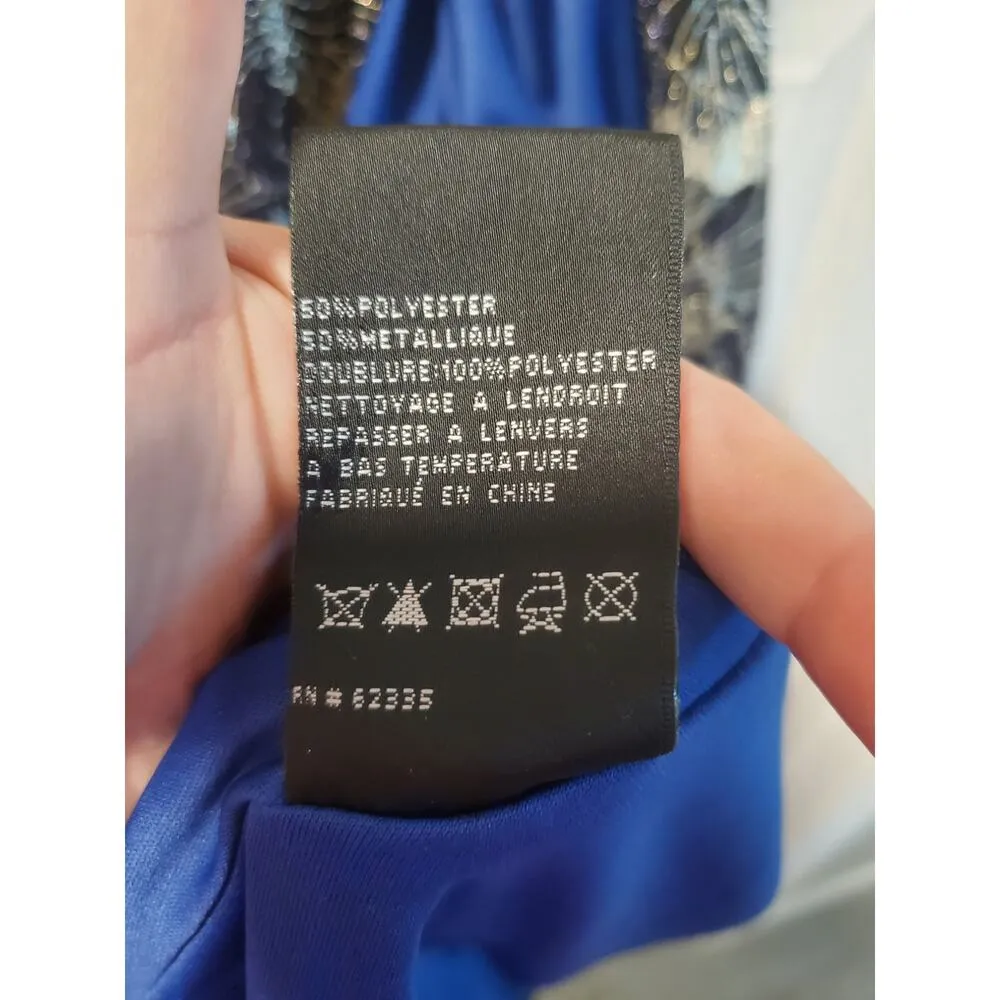 50%POLYESTER
50%METALLIQUE
DOUBLURE:100%POLYESTER
NETTOYAGE A LENDROIT
REPASSER A LENVERS
A BAS TEMPERATURE
FABRIQUÉ EN CHINE
RN # 62335